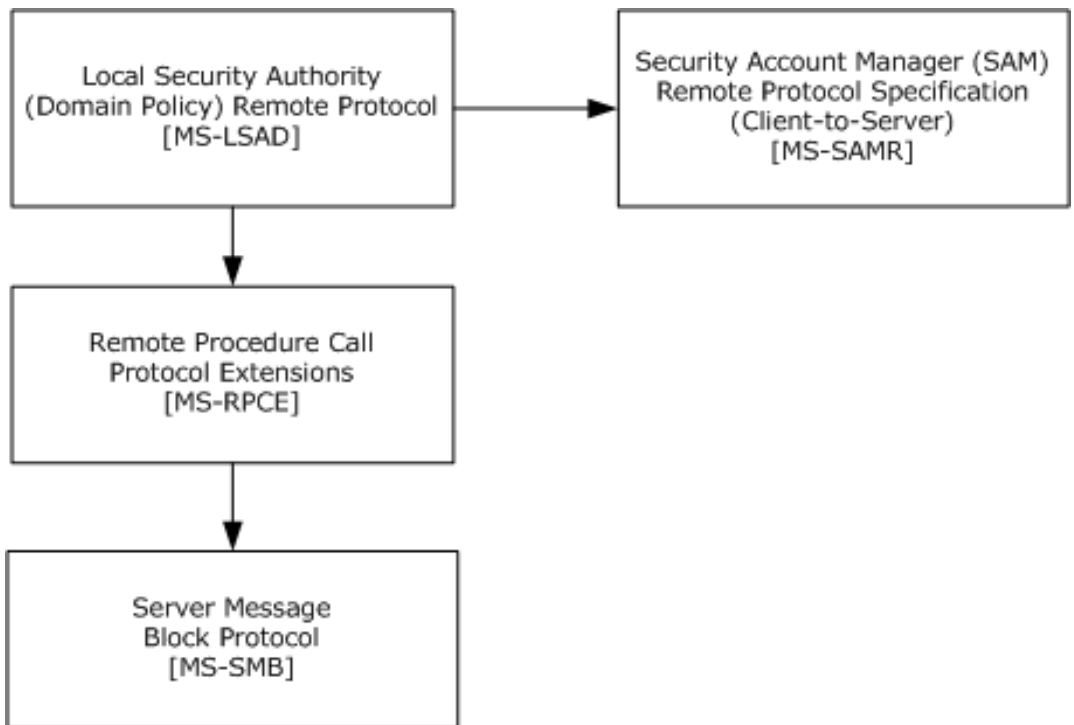 Local Security Authority
(Domain Policy) Remote Protocol
[MS-LSAD]
Security Account Manager (SAM)
Remote Protocol Specification
(Client-to-Server)
[MS-SAMR]
Remote Procedure Call
Protocol Extensions
[MS-RPCE]
Server Message
Block Protocol
[MS-SMB]